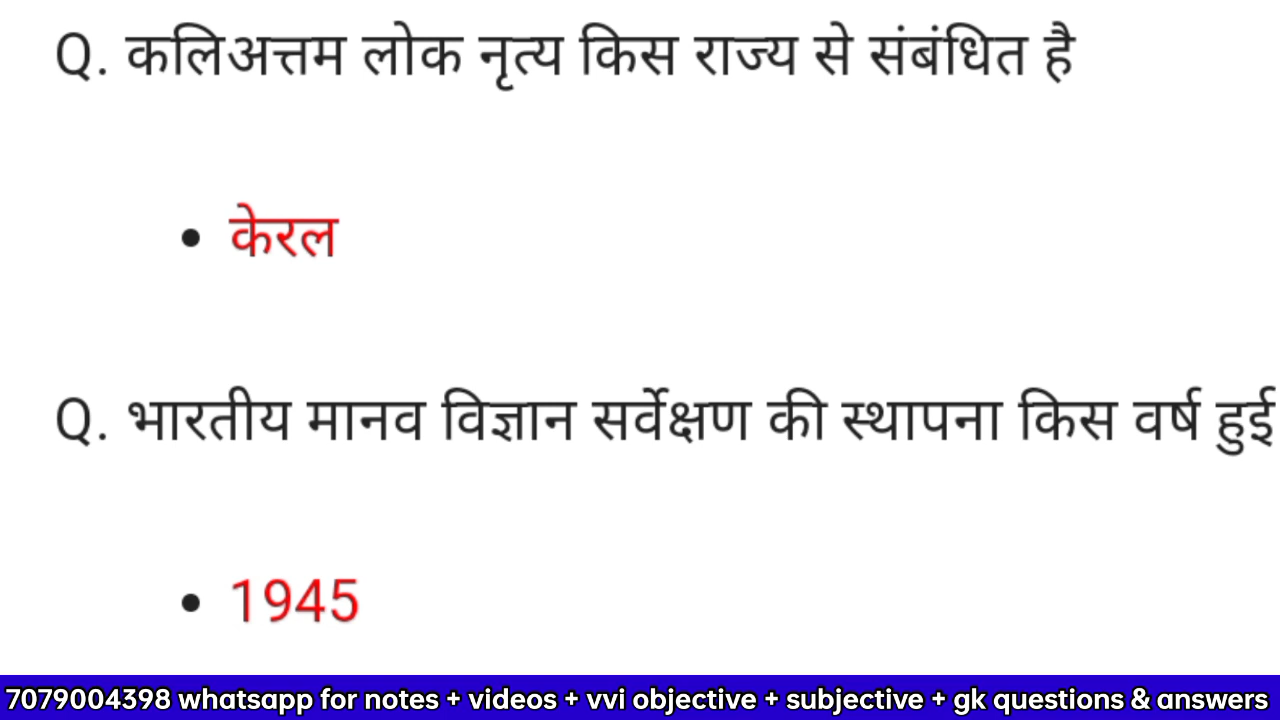 Q. कलिअत्तम लोक नृत्य किस राज्य से संबंधित है
• केरल
Q. भारतीय मानव विज्ञान सर्वेक्षण की स्थापना किस वर्ष हुई
• 1945
7079004398 whatsapp for notes + videos + vvi objective + subjective + gk questions & answers